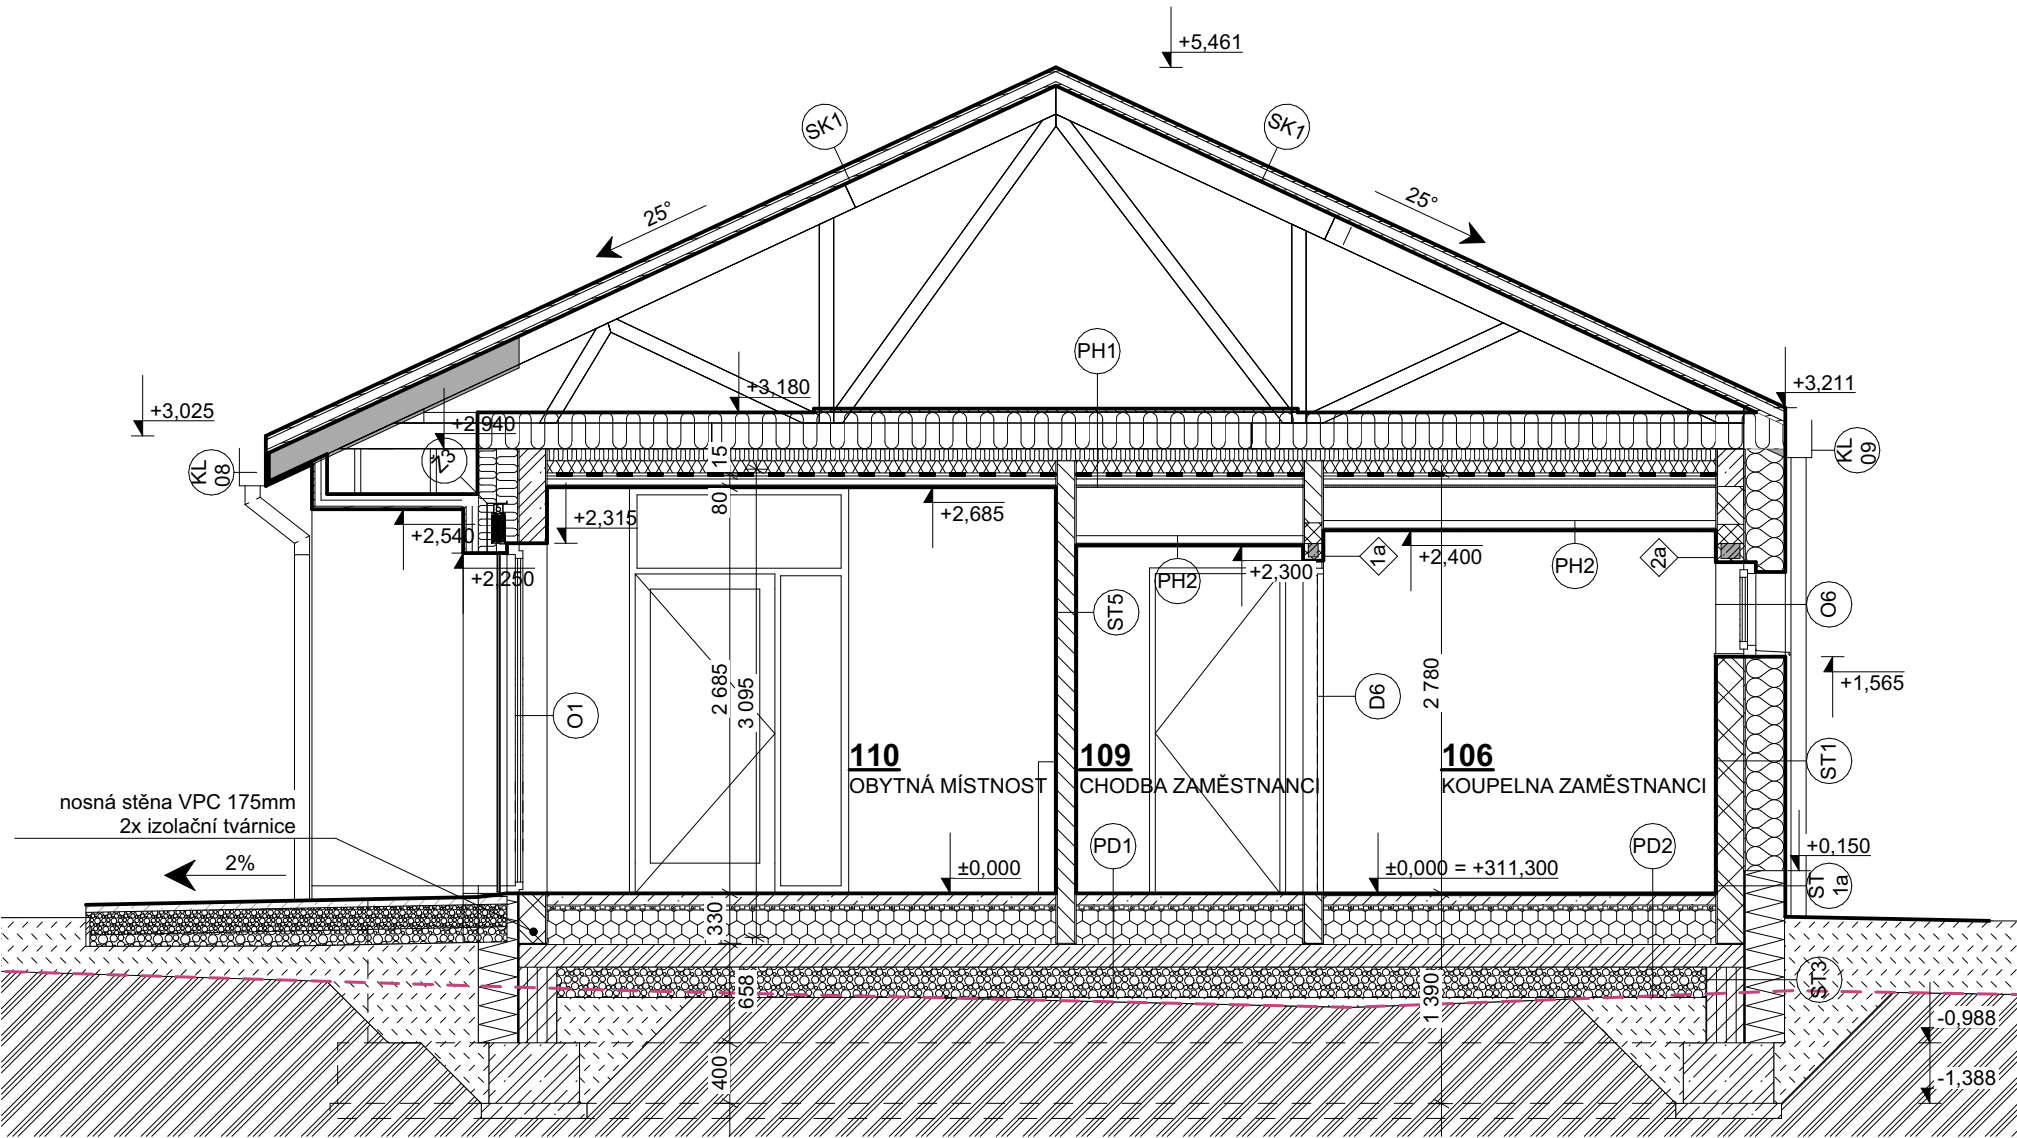 +5,461
SK1
SK1
25°
25°
PH1
+3,180
+3,211
+3,025
+2,940
Z3
KL
08
KL
09
15
80
+2,315
+2,685
+2,540
+2,250
+2,300
1a
+2,400
2a
PH2
PH2
ST5
O6
2 685
3 095
2 780
D6
O1
+1,565
110
OBYTNÁ MÍSTNOST
109
CHODBA ZAMĚSTNANCI
106
KOUPELNA ZAMĚSTNANCI
ST1
nosná stěna VPC 175mm
2x izolační tvárnice
2%
PD1
PD2
+0,150
±0,000
±0,000 = +311,300
ST
1a
330
658
1 390
ST3
-0,988
400
-1,388